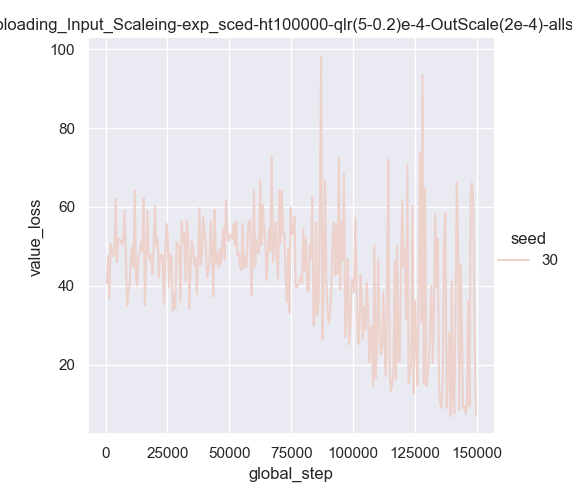 ploading_Input_Scaleing-exp_sced-ht100000-qlr(5-0.2)e-4-OutScale(2e-4)-alls
100
80
60
40
20
value_loss
0 25000 50000 75000 100000 125000 150000
global_step
seed
30